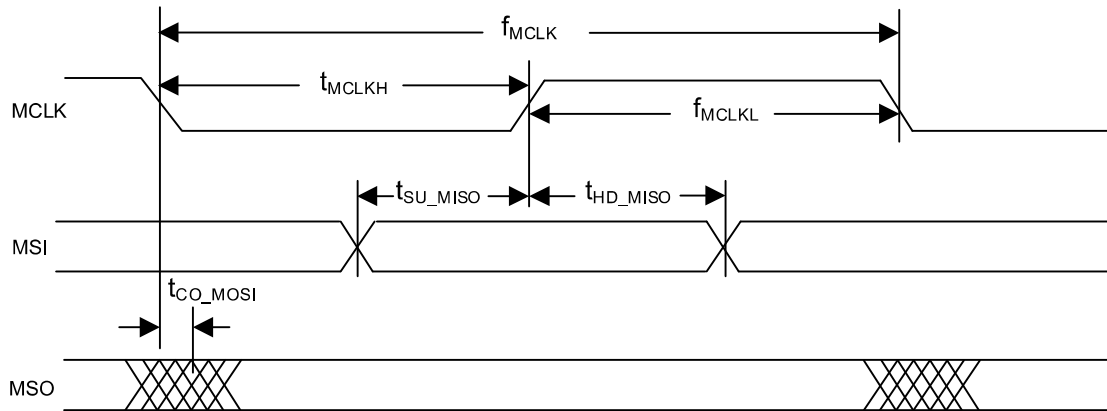 fMCLK
tMCLKH
MCLK
fMCLKL
tSU_MISO
tHD_MISO
MSI
tCO_MOSI
MSO